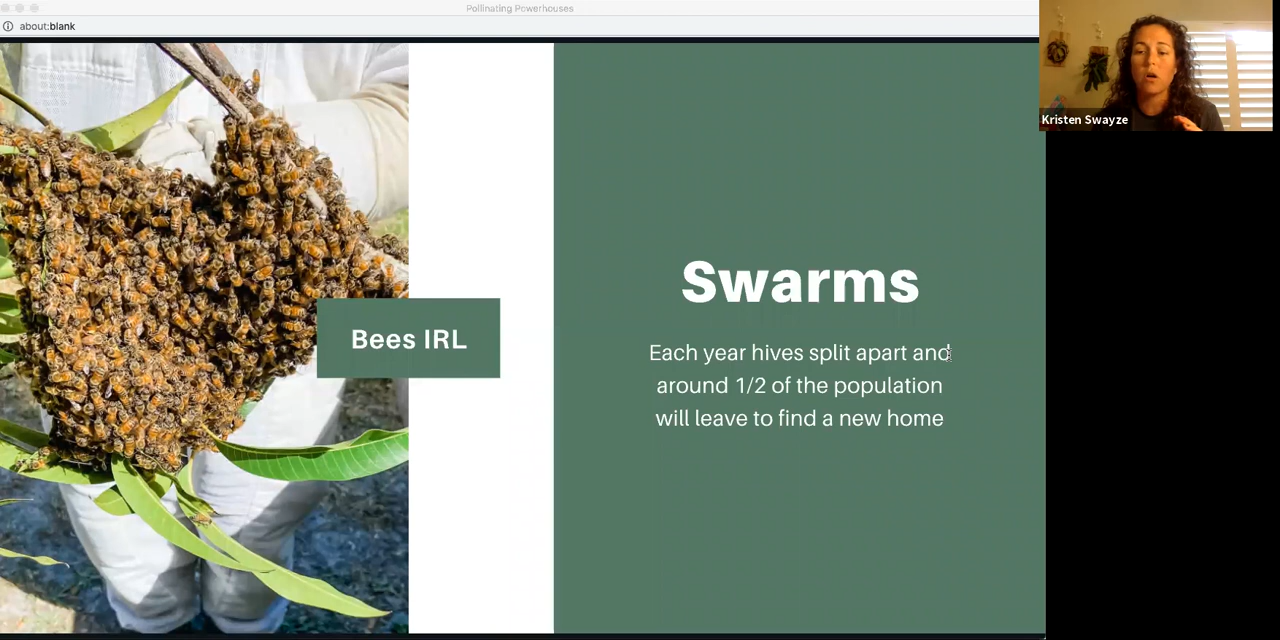 Pollinating Powerhouses
about:blank
Kristen Swayze
Bees IRL
Swarms
Each year hives split apart and
around 1/2 of the population
will leave to find a new home